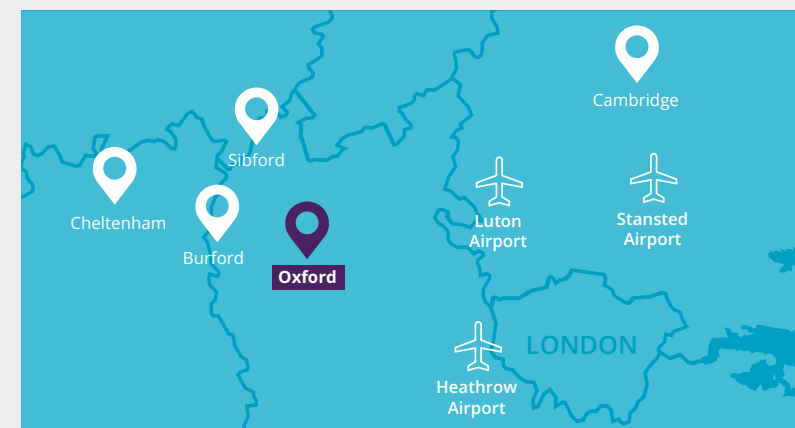 Cambridge
Sibford
Cheltenham
Luton
Airport
Stansted
Airport
Burford
Oxford
LONDON
Heathrow
Airport